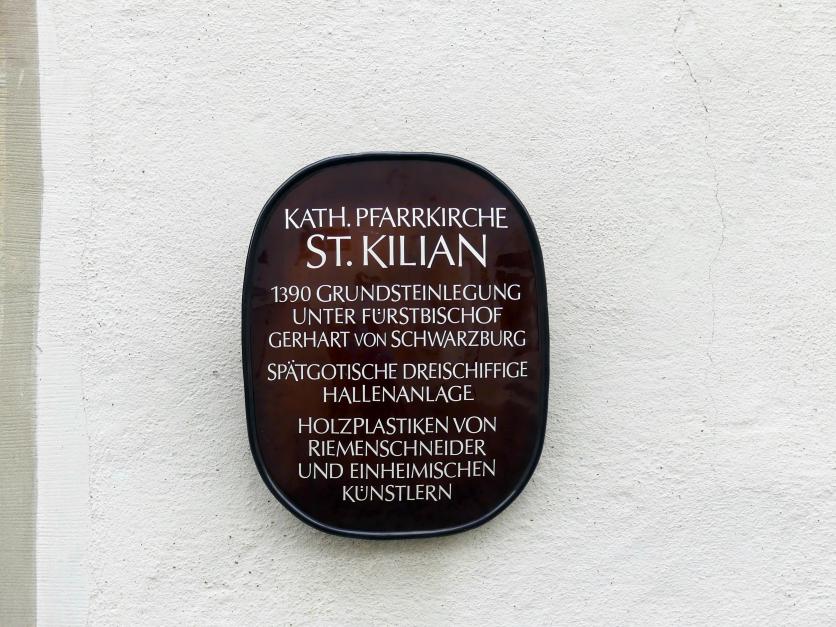 KATH. PFARRKIRCHE
ST. KILIAN
1390 GRUNDSTEINLEGUNG
UNTER FÜRSTBISCHOF
GERHART VON SCHWARZBURG
SPÄTGOTISCHE DREISCHIFFIGE
HALLENANLAGE
HOLZPLASTIKEN VON
RIEMENSCHNEIDER
UND EINHEIMISCHEN
KÜNSTLERN